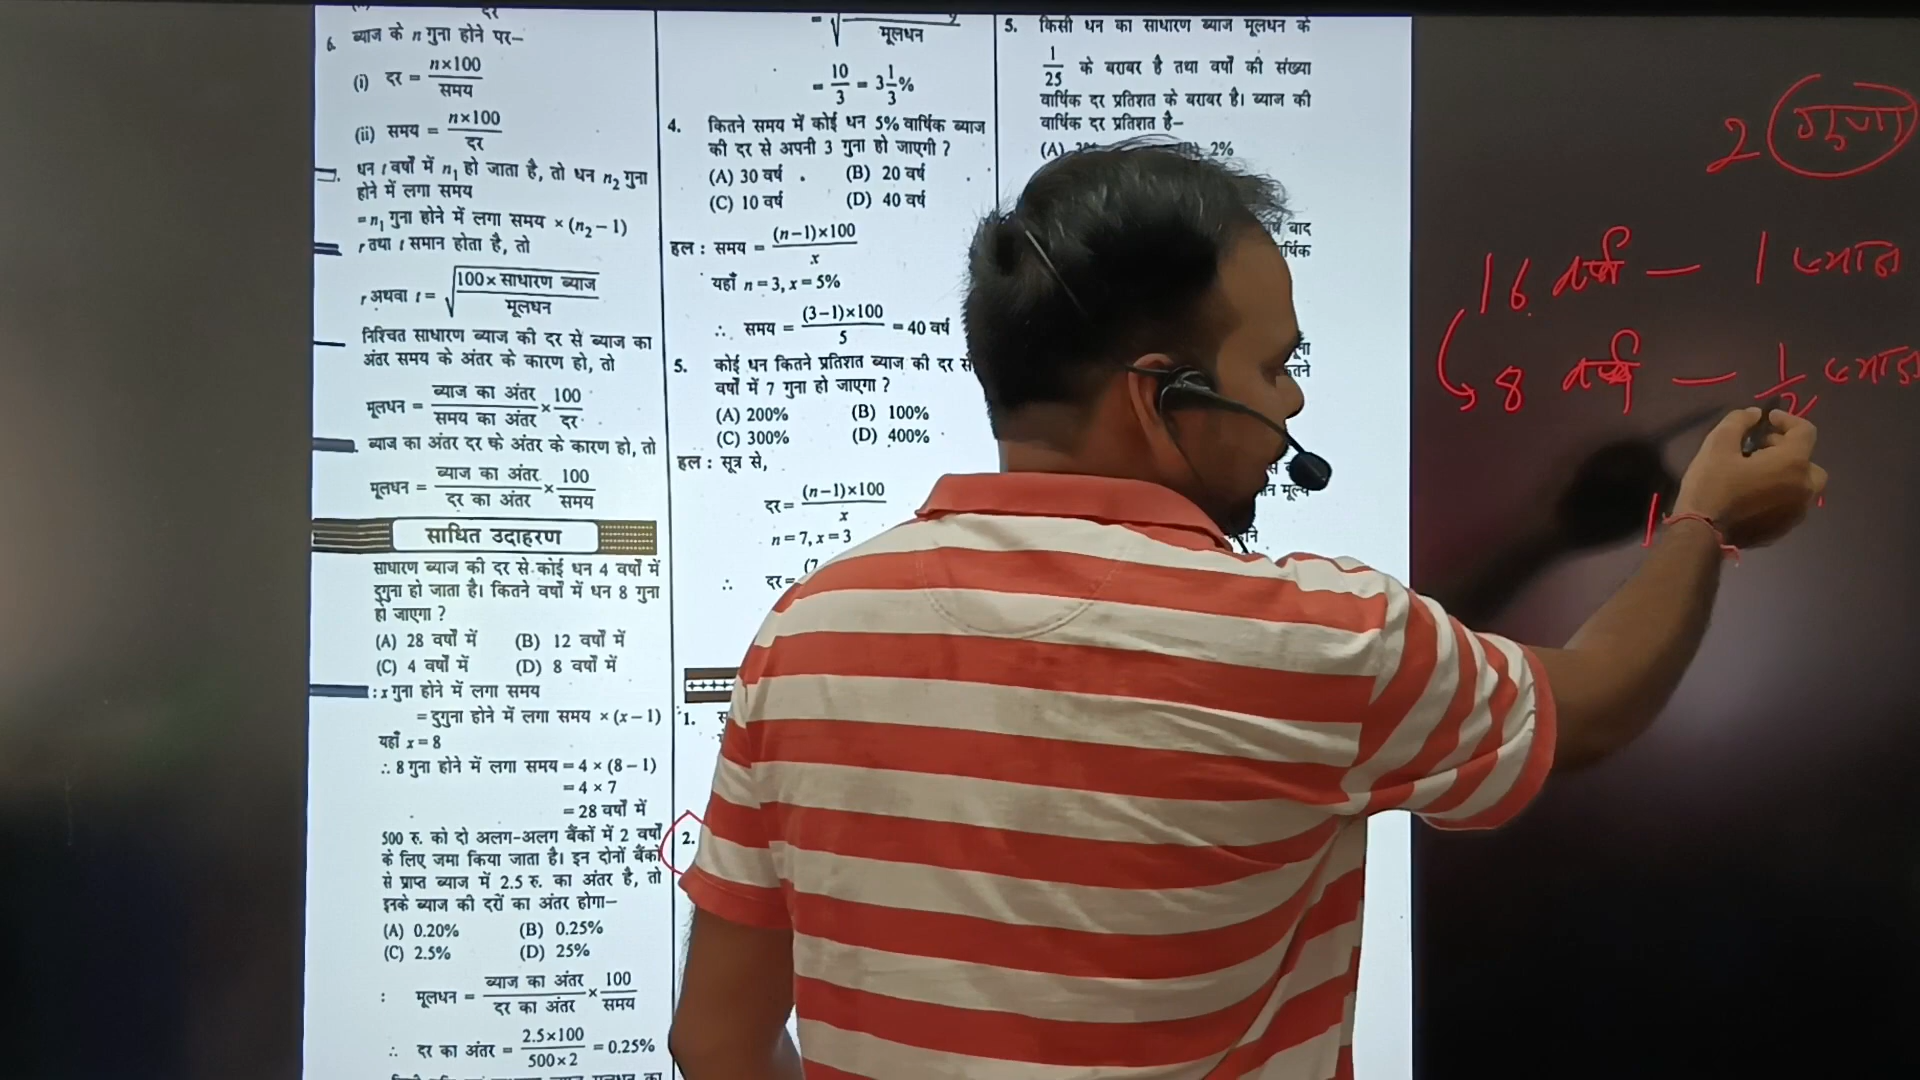 दर
6. ब्याज के n गुना होने पर–
(i) दर = n×100 / समय
(ii) समय = n×100 / दर
धन t वर्षों में n₁ हो जाता है, तो धन n₂ गुना
होने में लगा समय
= n₁ गुना होने में लगा समय × (n₂ – 1)
r तथा t समान होता है, तो
r अथवा t = √ 100× साधारण ब्याज / मूलधन
निश्चित साधारण ब्याज की दर से ब्याज का
अंतर समय के अंतर के कारण हो, तो
मूलधन = ब्याज का अंतर / समय का अंतर × 100 / दर
ब्याज का अंतर दर के अंतर के कारण हो, तो
मूलधन = ब्याज का अंतर / दर का अंतर × 100 / समय
साधित उदाहरण
साधारण ब्याज की दर से कोई धन 4 वर्षों में
दुगुना हो जाता है। कितने वर्षों में धन 8 गुना
हो जाएगा ?
(A) 28 वर्षों में (B) 12 वर्षों में
(C) 4 वर्षों में (D) 8 वर्षों में
: x गुना होने में लगा समय
= दुगुना होने में लगा समय × (x – 1)
यहाँ x = 8
∴ 8 गुना होने में लगा समय = 4 × (8 – 1)
= 4 × 7
= 28 वर्षों में
500 रु. को दो अलग-अलग बैंकों में 2 वर्षों
के लिए जमा किया जाता है। इन दोनों बैंकों
से प्राप्त ब्याज में 2.5 रु. का अंतर है, तो
इनके ब्याज की दरों का अंतर होगा–
(A) 0.20% (B) 0.25%
(C) 2.5% (D) 25%
: मूलधन = ब्याज का अंतर / दर का अंतर × 100 / समय
∴ दर का अंतर = 2.5×100 / 500×2 = 0.25%
= √ मूलधन
= 10/3 = 3 1/3 %
4. कितने समय में कोई धन 5% वार्षिक ब्याज
की दर से अपनी 3 गुना हो जाएगी ?
(A) 30 वर्ष (B) 20 वर्ष
(C) 10 वर्ष (D) 40 वर्ष
हल : समय = (n–1)×100 / x
यहाँ n = 3, x = 5%
∴ समय = (3–1)×100 / 5 = 40 वर्ष
5. कोई धन कितने प्रतिशत ब्याज की दर से
वर्षों में 7 गुना हो जाएगा ?
(A) 200% (B) 100%
(C) 300% (D) 400%
हल : सूत्र से,
दर = (n–1)×100 / x
n = 7, x = 3
∴ दर = (7
1.
2.
5. किसी धन का साधारण ब्याज मूलधन के
1/25 के बराबर है तथा वर्षों की संख्या
वार्षिक दर प्रतिशत के बराबर है। ब्याज की
वार्षिक दर प्रतिशत है–
(A) 2%
बाद
मूल्य
2 गुणा
16 वर्ष — 1 ब्याज
8 वर्ष — 1/2 ब्याज
1